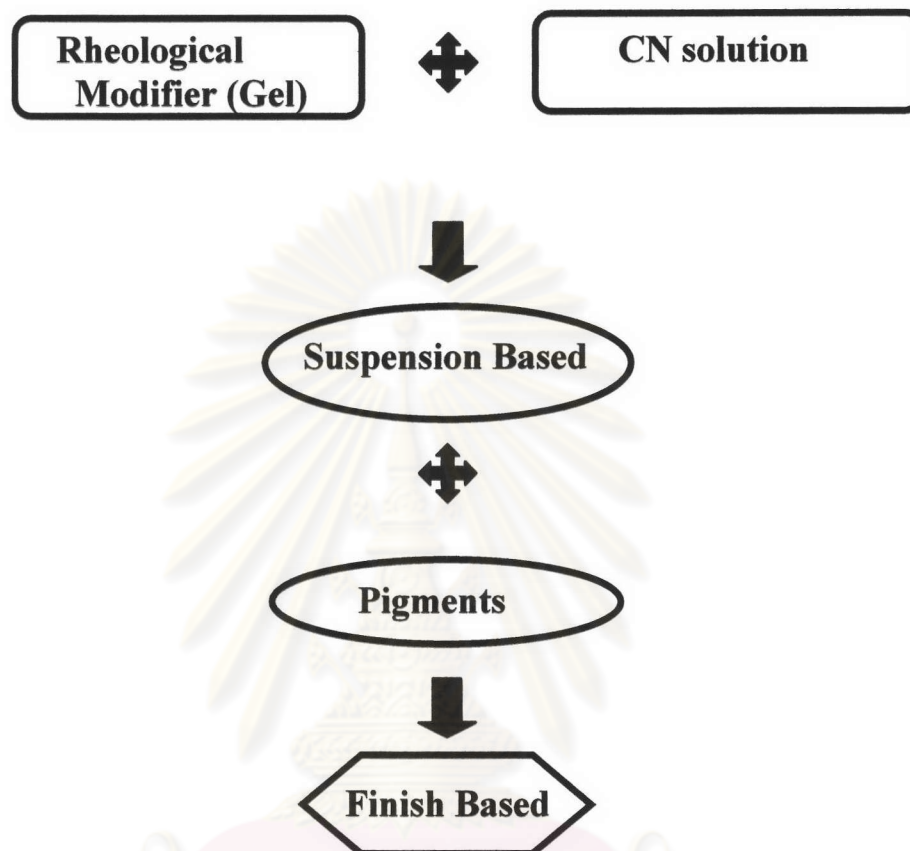 Rheological
Modifier (Gel)
CN solution
Suspension Based
Pigments
Finish Based